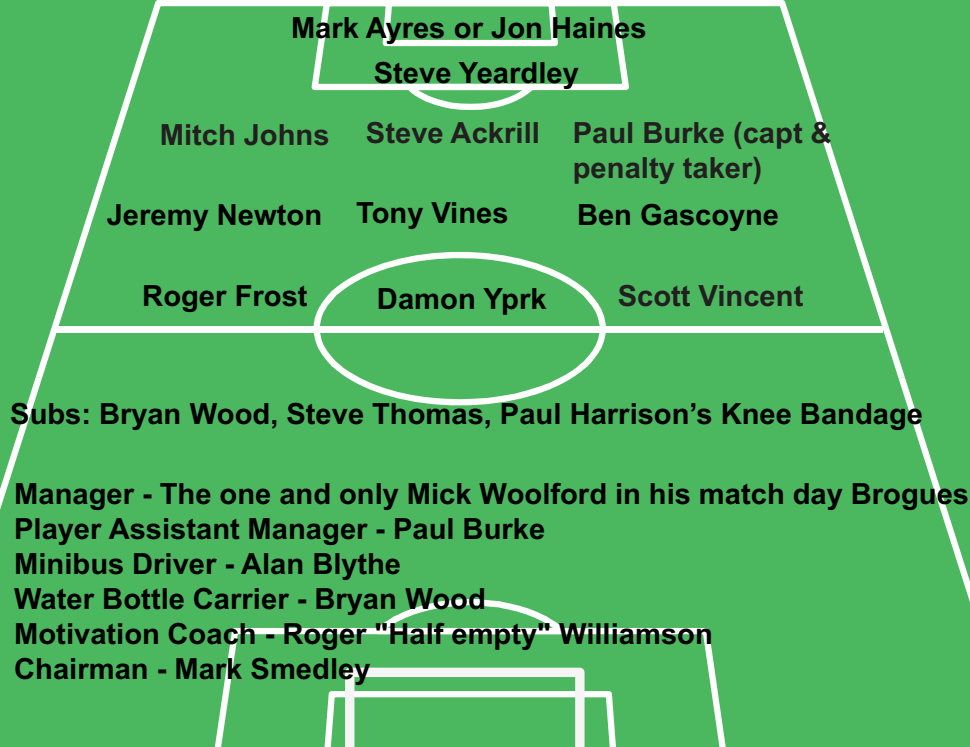 Mark Ayres or Jon Haines
Steve Yeardley
Mitch Johns Steve Ackrill Paul Burke (capt &
penalty taker)
Jeremy Newton Tony Vines Ben Gascoyne
Roger Frost Damon Yprk Scott Vincent
Subs: Bryan Wood, Steve Thomas, Paul Harrison’s Knee Bandage
Manager - The one and only Mick Woolford in his match day Brogues
Player Assistant Manager - Paul Burke
Minibus Driver - Alan Blythe
Water Bottle Carrier - Bryan Wood
Motivation Coach - Roger "Half empty" Williamson
Chairman - Mark Smedley